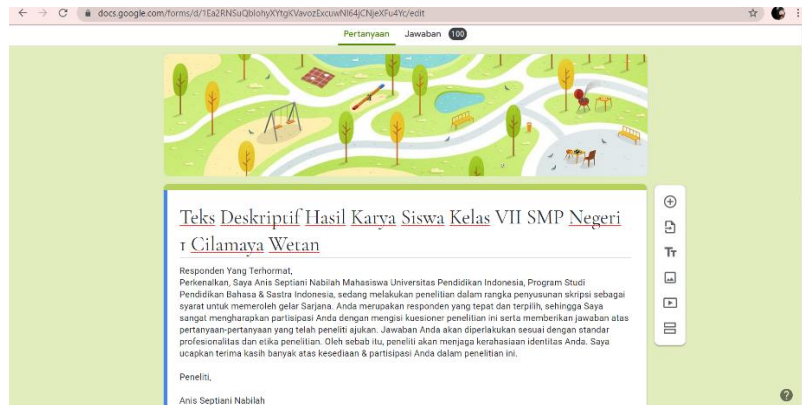 docs.google.com/forms/d/1Ea2RNSuQblohyXYtgKVavozExcuwNl64jCNjeXFu4Yc/edit
Pertanyaan Jawaban 100
Teks Deskriptif Hasil Karya Siswa Kelas VII SMP Negeri
1 Cilamaya Wetan
Responden Yang Terhormat,
Perkenalkan, Saya Anis Septiani Nabilah Mahasiswa Universitas Pendidikan Indonesia, Program Studi
Pendidikan Bahasa & Sastra Indonesia, sedang melakukan penelitian dalam rangka penyusunan skripsi sebagai
syarat untuk memeroleh gelar Sarjana. Anda merupakan responden yang tepat dan terpilih, sehingga Saya
sangat mengharapkan partisipasi Anda dengan mengisi kuesioner penelitian ini serta memberikan jawaban atas
pertanyaan-pertanyaan yang telah peneliti ajukan. Jawaban Anda akan diperlakukan sesuai dengan standar
profesionalitas dan etika penelitian. Oleh sebab itu, peneliti akan menjaga kerahasiaan identitas Anda. Saya
ucapkan terima kasih banyak atas kesediaan & partisipasi Anda dalam penelitian ini.
Peneliti,
Anis Septiani Nabilah
Tт